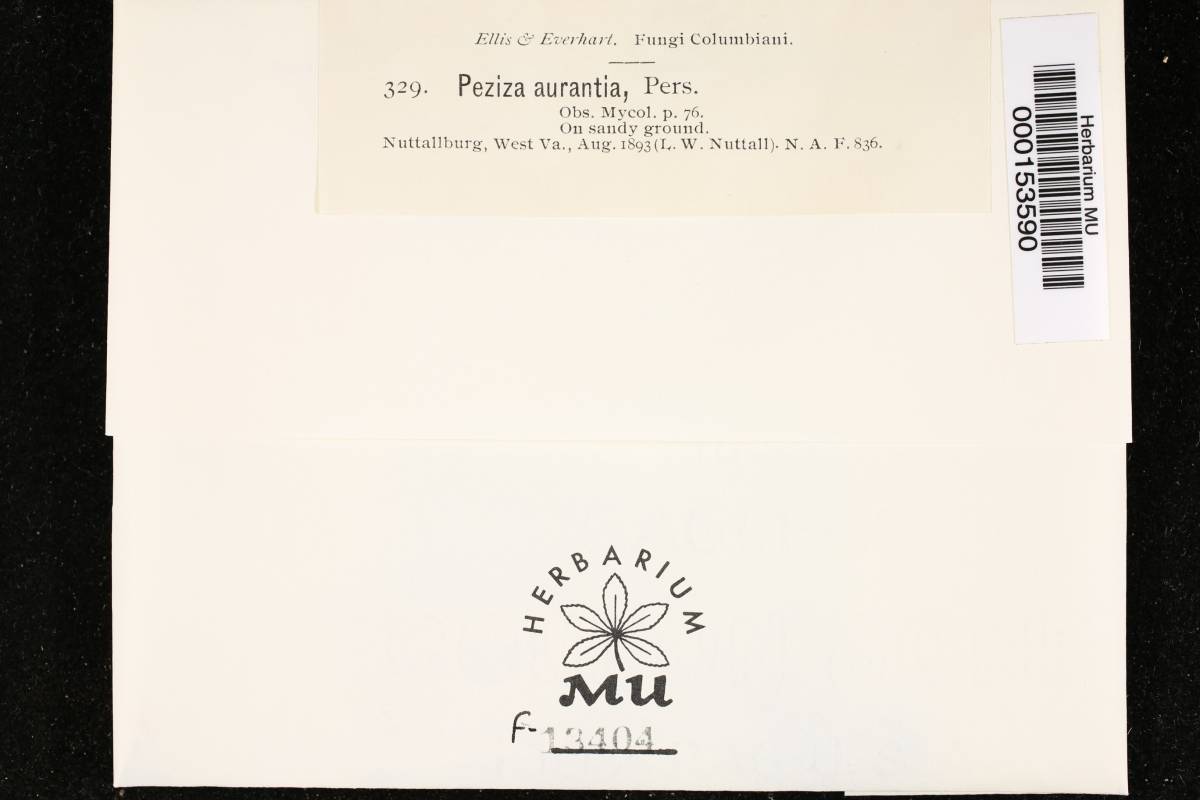 Ellis & Everhart. Fungi Columbiani.
329. Peziza aurantia, Pers.
Obs. Mycol. p. 76.
On sandy ground.
Nuttallburg, West Va., Aug. 1893 (L. W. Nuttall). N. A. F. 836.
Herbarium MU
000153590
HERBARIUM
MU
F-13404